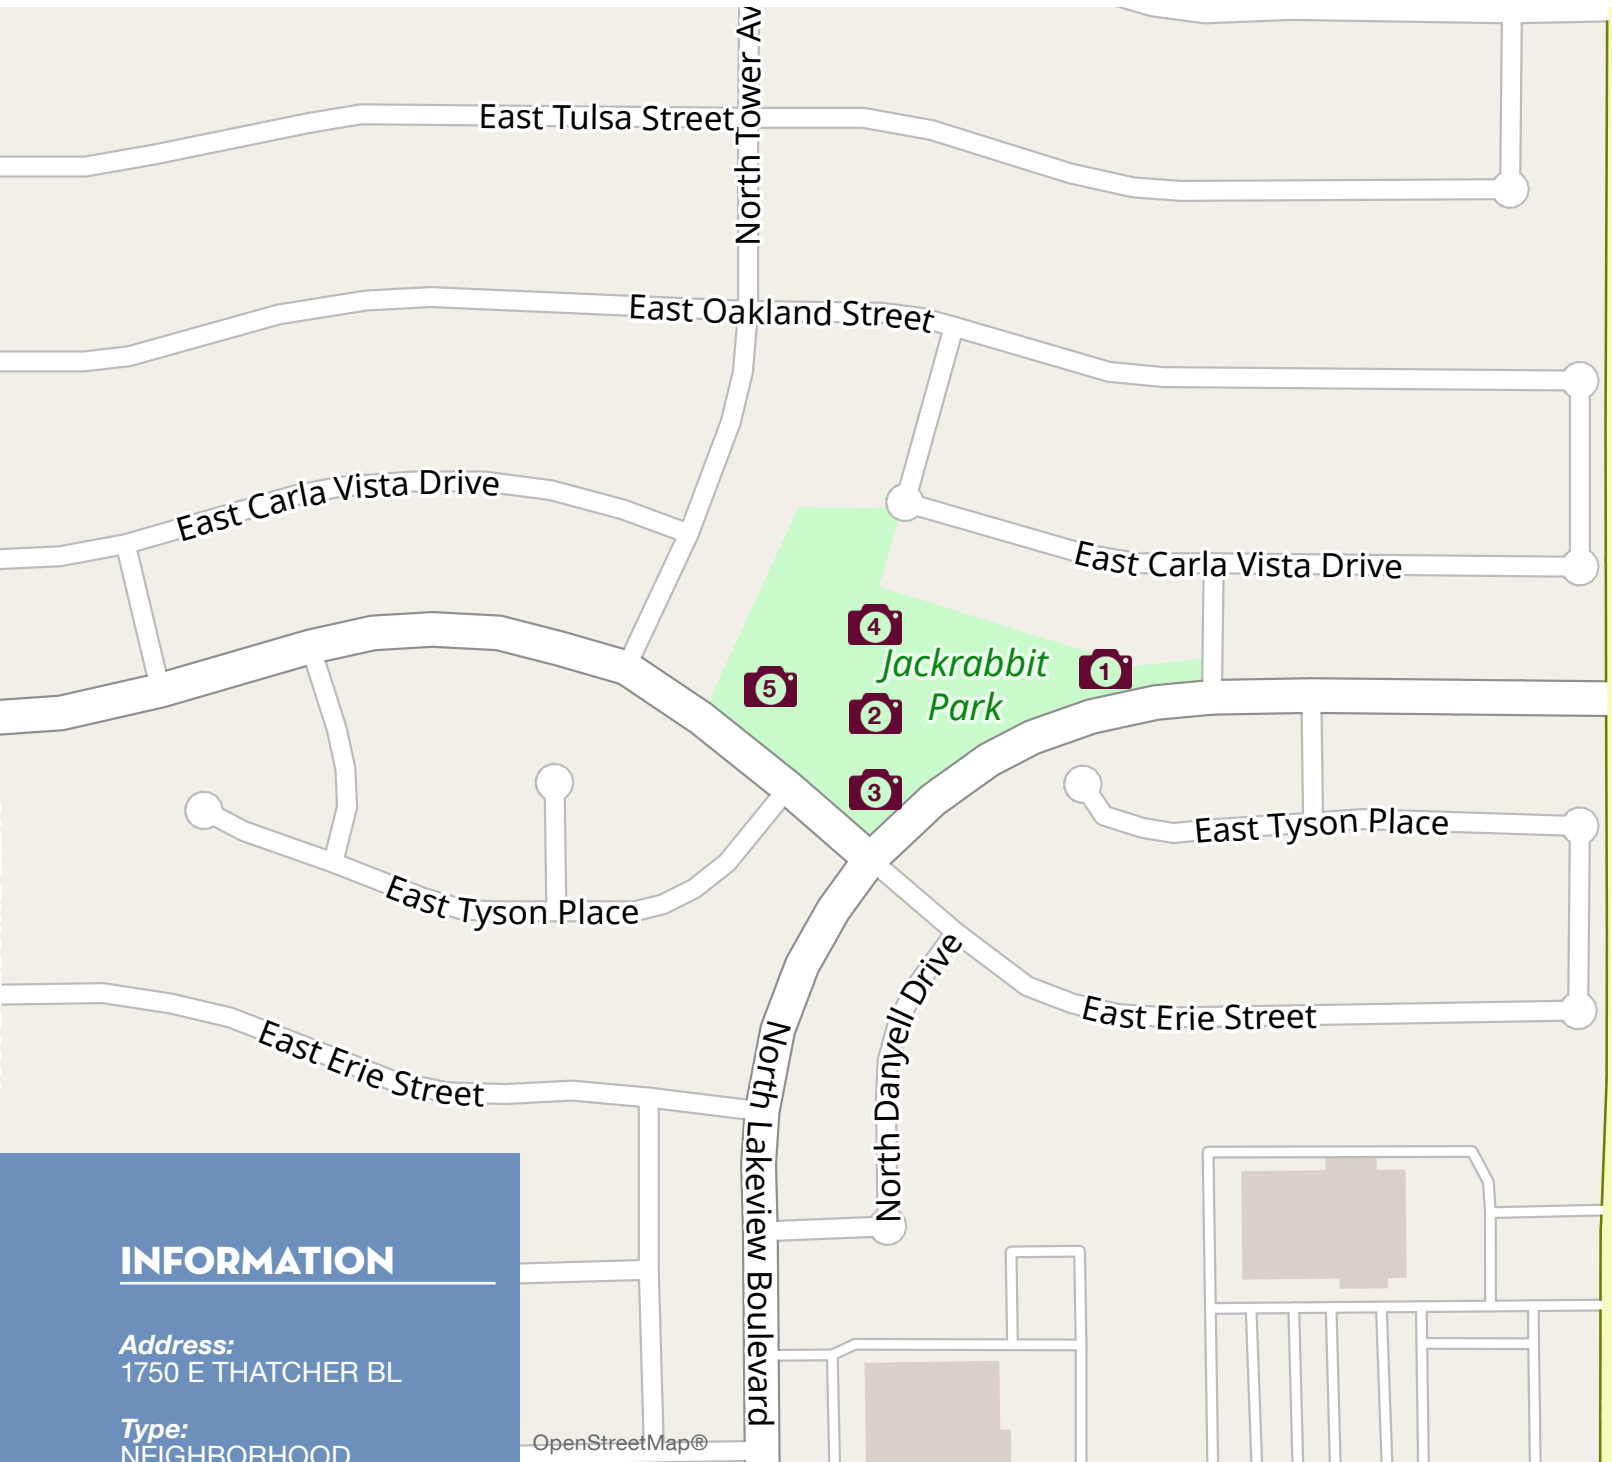 North Tower Av
East Tulsa Street
East Oakland Street
East Carla Vista Drive
East Carla Vista Drive
4
Jackrabbit
Park
1
5
2
3
East Tyson Place
East Tyson Place
North Danyell Drive
East Erie Street
East Erie Street
North Lakeview Boulevard
INFORMATION
Address:
1750 E THATCHER BL
Type:
NEIGHBORHOOD
OpenStreetMap®